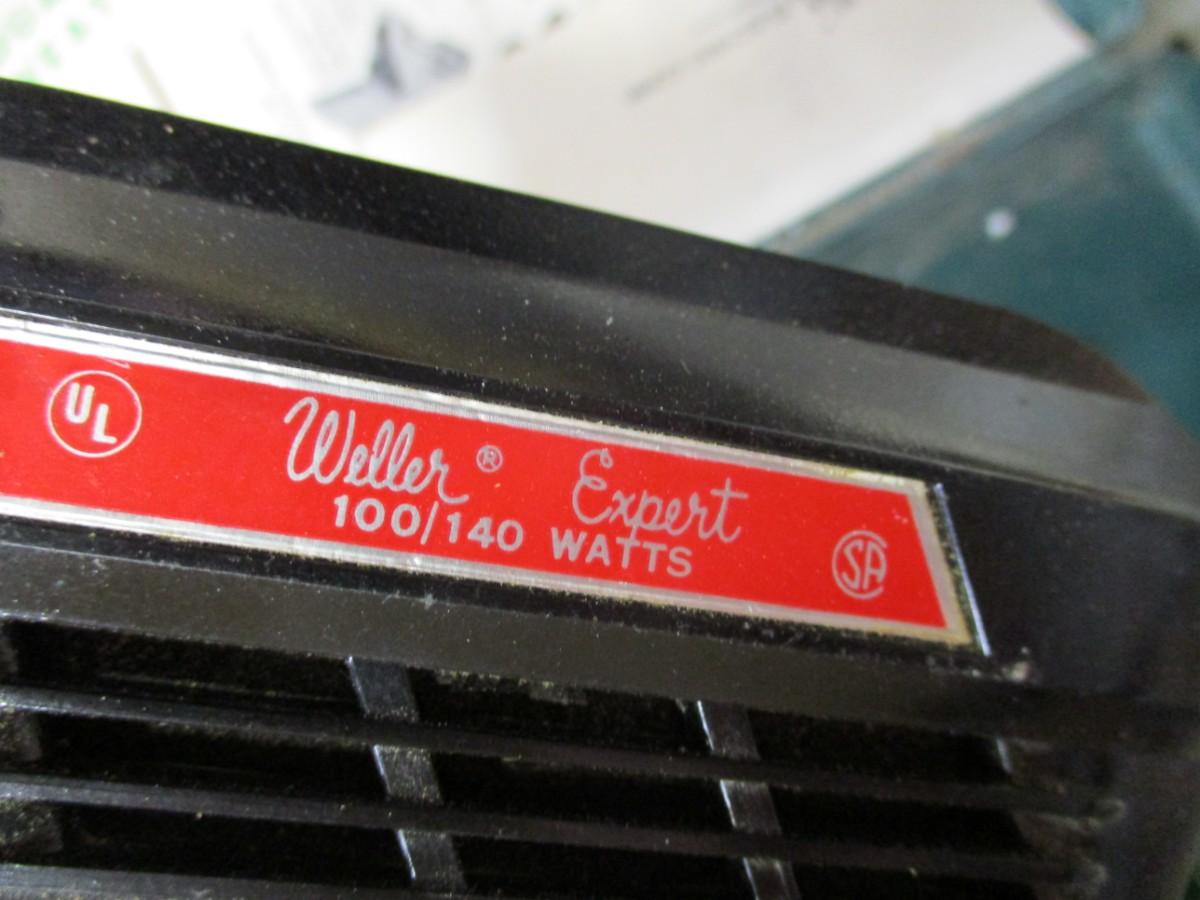 UL
Weller® Expert
100/140 WATTS
SA